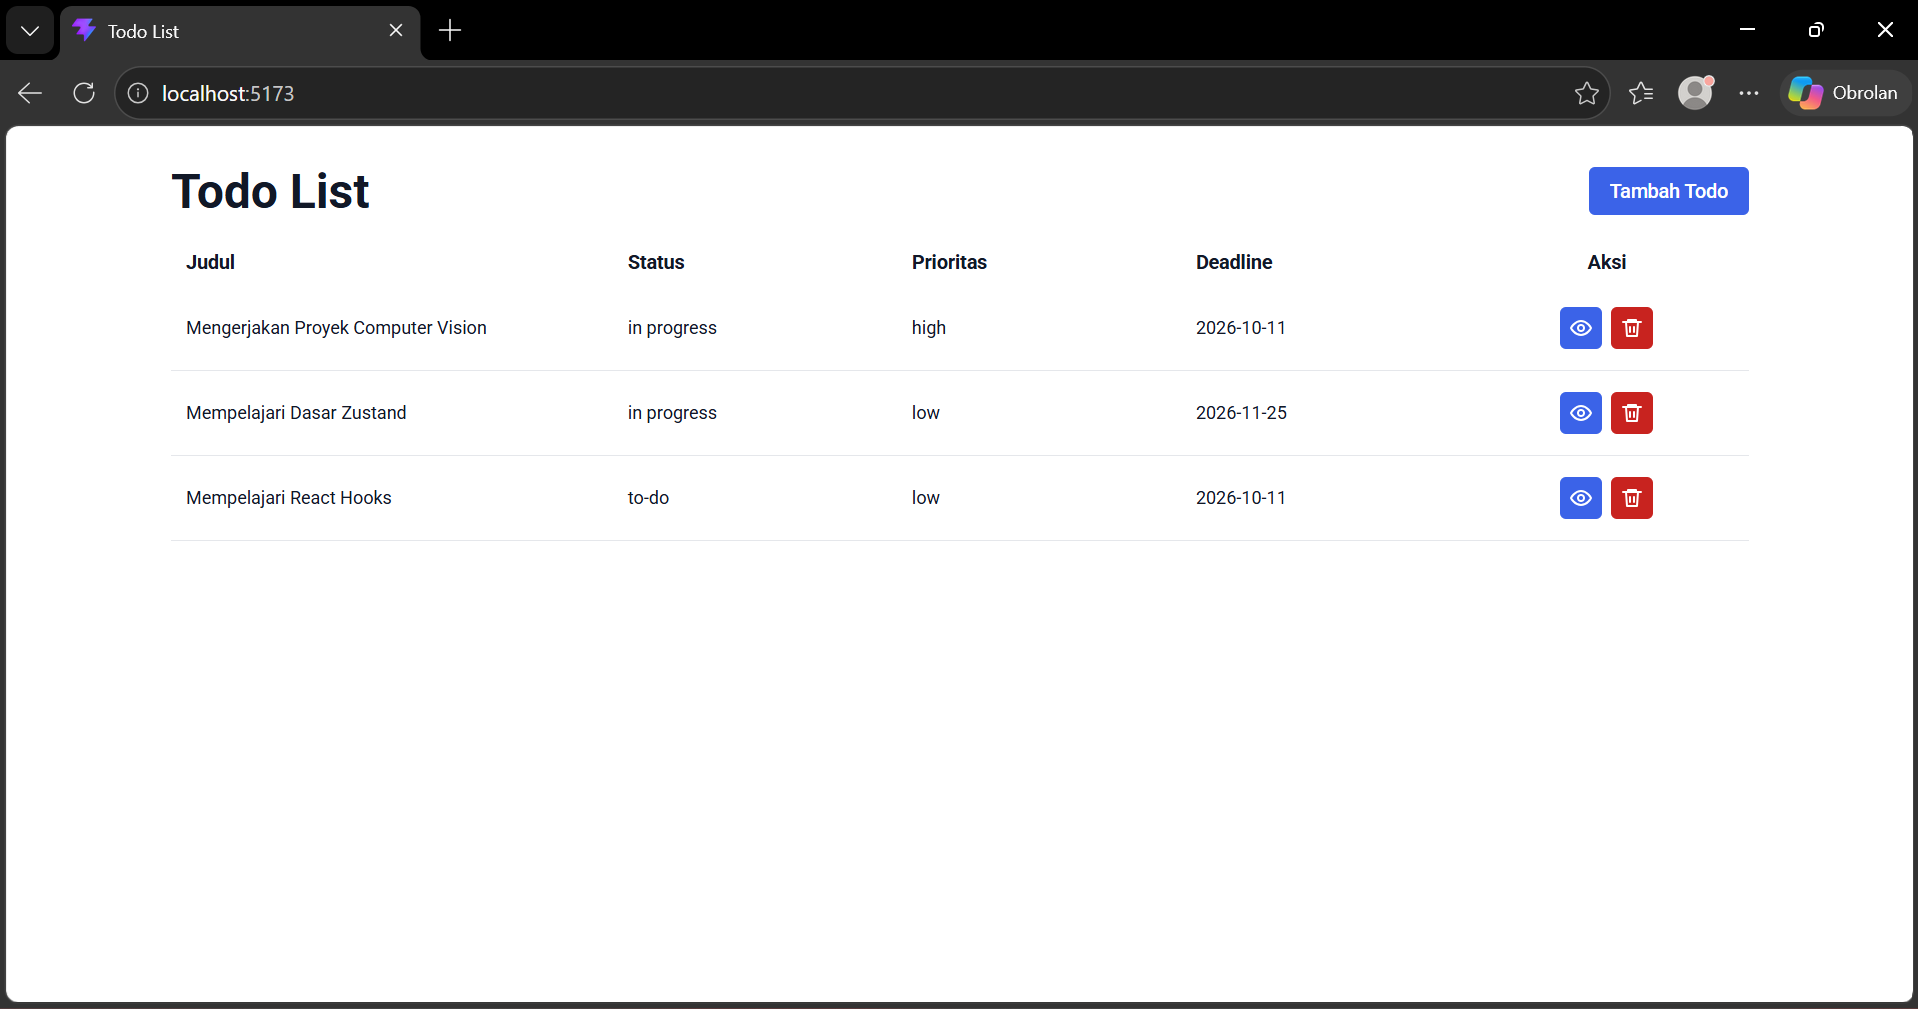 Todo List
localhost:5173
Obrolan
Todo List
Tambah Todo
Judul Status Prioritas Deadline Aksi
Mengerjakan Proyek Computer Vision in progress high 2026-10-11
Mempelajari Dasar Zustand in progress low 2026-11-25
Mempelajari React Hooks to-do low 2026-10-11